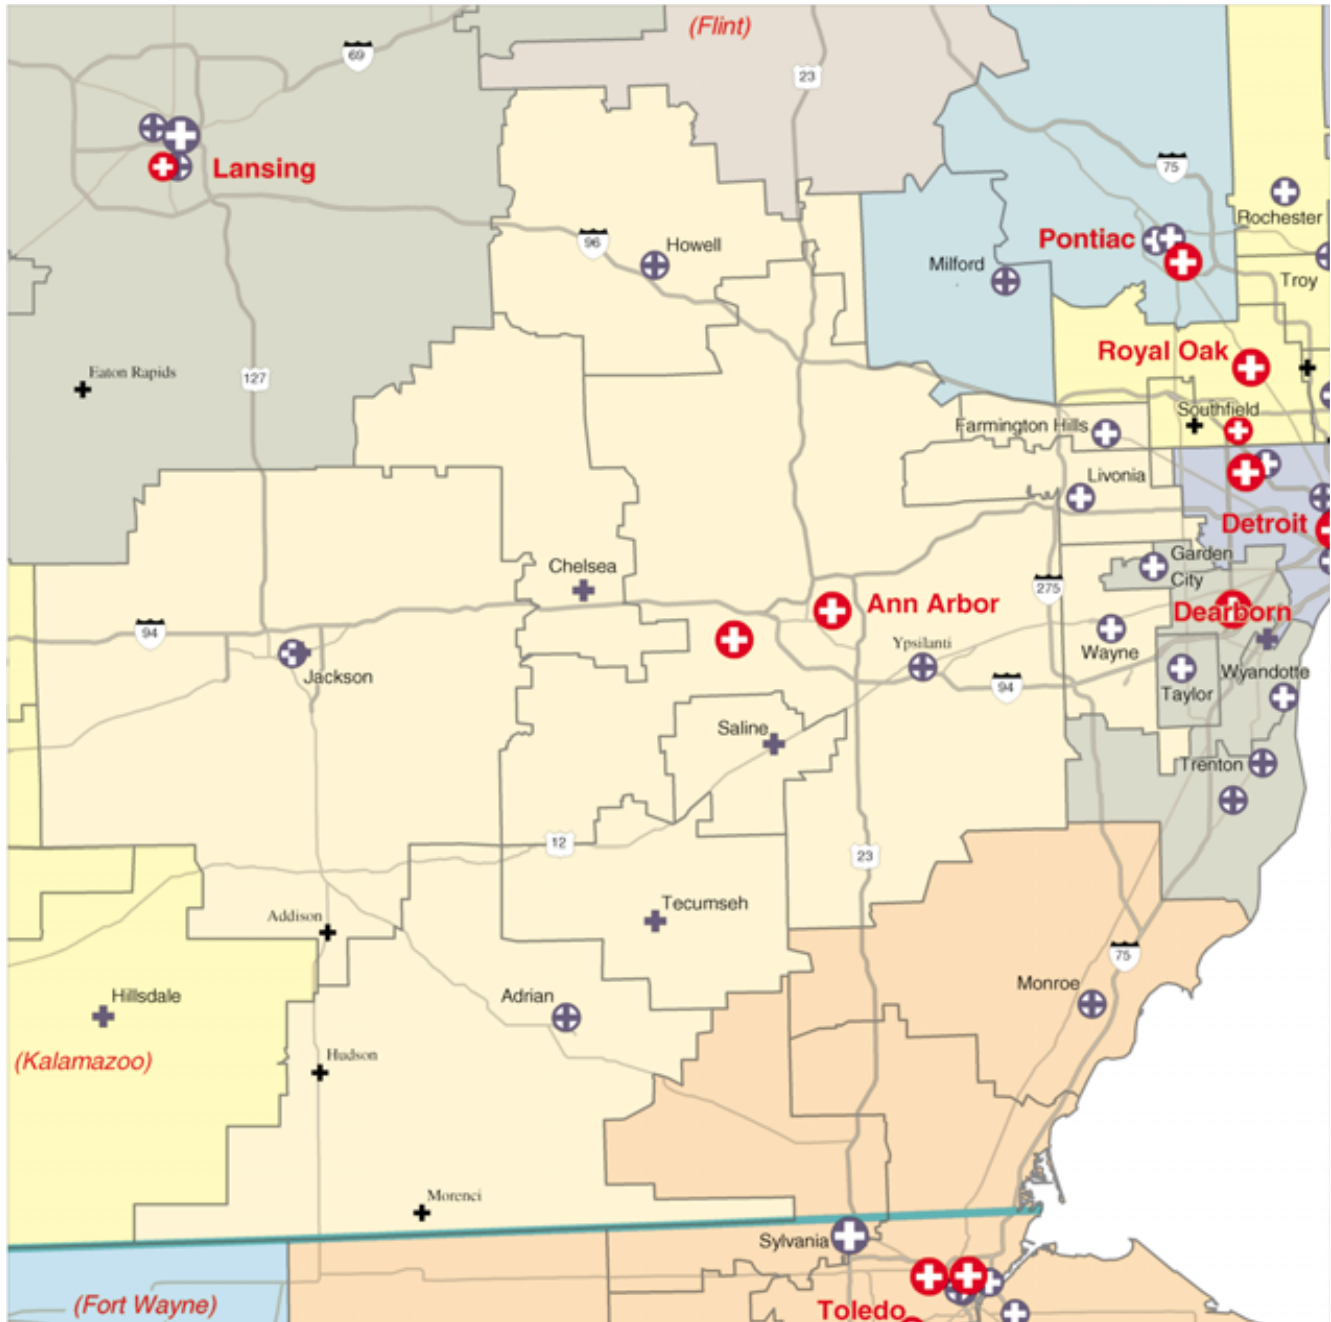 (Flint)
69
23
75
Lansing
Rochester
Pontiac
96
Howell
Milford
Troy
Royal Oak
Eaton Rapids
127
Southfield
Farmington Hills
Livonia
Detroit
Chelsea
Garden
City
275
Ann Arbor
Dearborn
94
Ypsilanti
Wayne
Jackson
Wyandotte
94
Taylor
Saline
Trenton
12
23
Tecumseh
Addison
75
Monroe
Hillsdale
Adrian
(Kalamazoo)
Hudson
Morenci
Sylvania
(Fort Wayne)
Toledo